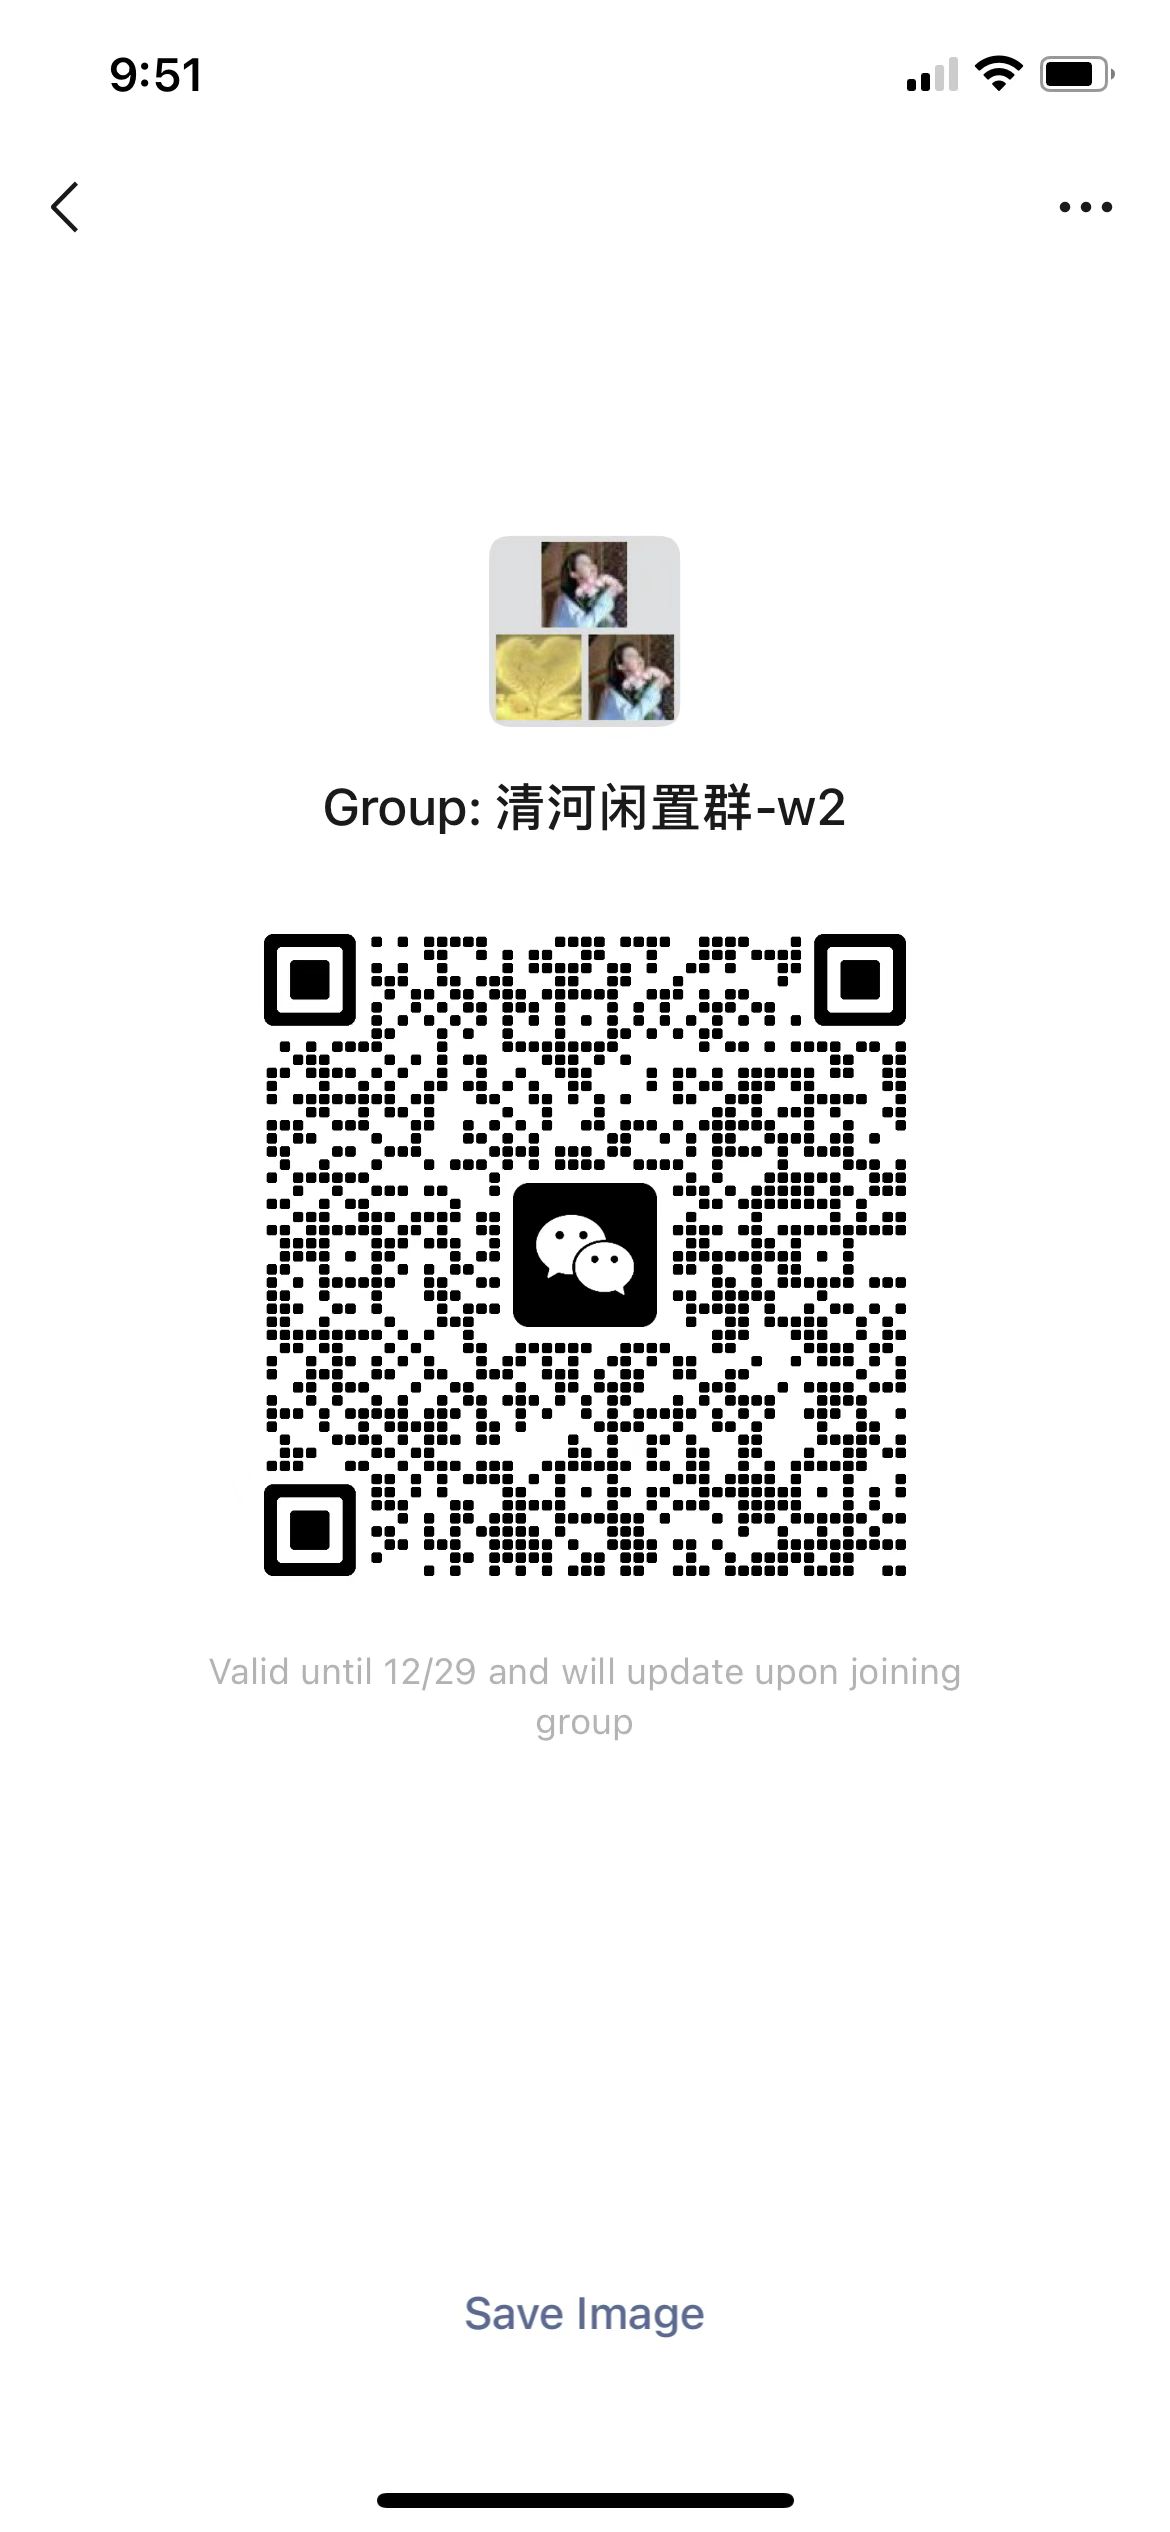 9:51
Group: 清河闲置群-w2
Valid until 12/29 and will update upon joining
group
Save Image